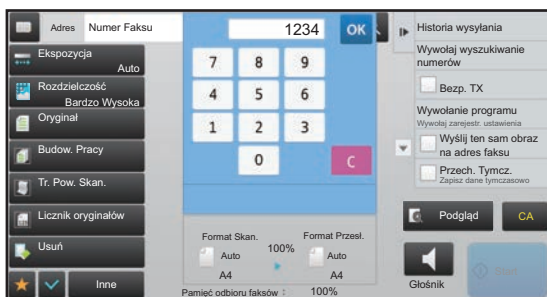 Adres
Numer Faksu
Ekspozycja
Auto
Rozdzielczość
Bardzo Wysoka
Oryginał
Budow. Pracy
Tr. Pow. Skan.
Licznik oryginałów
Usuń
Inne
1234
OK
7 8 9
4 5 6
1 2 3
0 C
Format Skan.
Auto
A4
100%
Format Przesł.
Auto
A4
Pamięć odbioru faksów : 100%
Historia wysyłania
Wywołaj wyszukiwanie
numerów
Bezp. TX
Wywołanie programu
Wywołaj zarejestr. ustawienia
Wyślij ten sam obraz
na adres faksu
Przech. Tymcz.
Zapisz dane tymczasowo
Podgląd
CA
Głośnik
Start